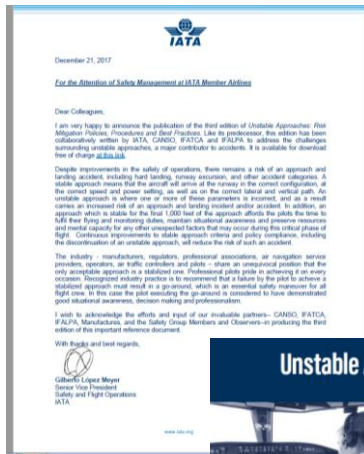 IATA
December 21, 2017
For the Attention of Safety Management at IATA Member Airlines
Dear Colleagues,
I am very happy to announce the publication of the third edition of Unstable Approaches: Risk
Mitigation Policies, Procedures and Best Practices. Like its predecessor, this edition has been
collaboratively written by IATA, CANSO, IFATCA and IFALPA to address the challenges
surrounding unstable approaches, a major contributor to accidents. It is available for download
free of charge at this link.
Despite improvements in the safety of operations, there remains a risk of an approach and
landing accident, including hard landing, runway excursion, and other accident categories. A
stable approach means that the aircraft will arrive at the runway in the correct configuration, at
the correct speed and power setting, as well as on the correct lateral and vertical path. An
unstable approach is where one or more of these parameters is incorrect, and as a result
carries an increased risk of an approach and landing incident and/or accident. In addition, an
approach which is stable for the final 1,000 feet of the approach affords the pilots the time to
fulfil their flying and monitoring duties, maintain situational awareness and preserve resources
and mental capacity for any other unexpected factors that may occur during this critical phase of
flight. Continuous improvements to stable approach criteria and policy compliance, including
the discontinuation of an unstable approach, will reduce the risk of such an accident.
The industry - manufacturers, regulators, professional associations, air navigation service
providers, operators, air traffic controllers and pilots - share an unequivocal position that the
only acceptable approach is a stabilized one. Professional pilots pride in achieving it on every
occasion. Recognized industry practice is to recommend that a failure by the pilot to achieve a
stabilized approach must result in a go-around, which is an essential safety maneuver for all
flight crew. In this case the pilot executing the go-around is considered to have demonstrated
good situational awareness, decision making and professionalism.
I wish to acknowledge the efforts and input of our invaluable partners– CANSO, IFATCA,
IFALPA, Manufactures, and the Safety Group Members and Observers–in producing the third
edition of this important reference document.
With thanks and best regards,
Gilberto López Meyer
Senior Vice President
Safety and Flight Operations
IATA
www.iata.org
Unstable